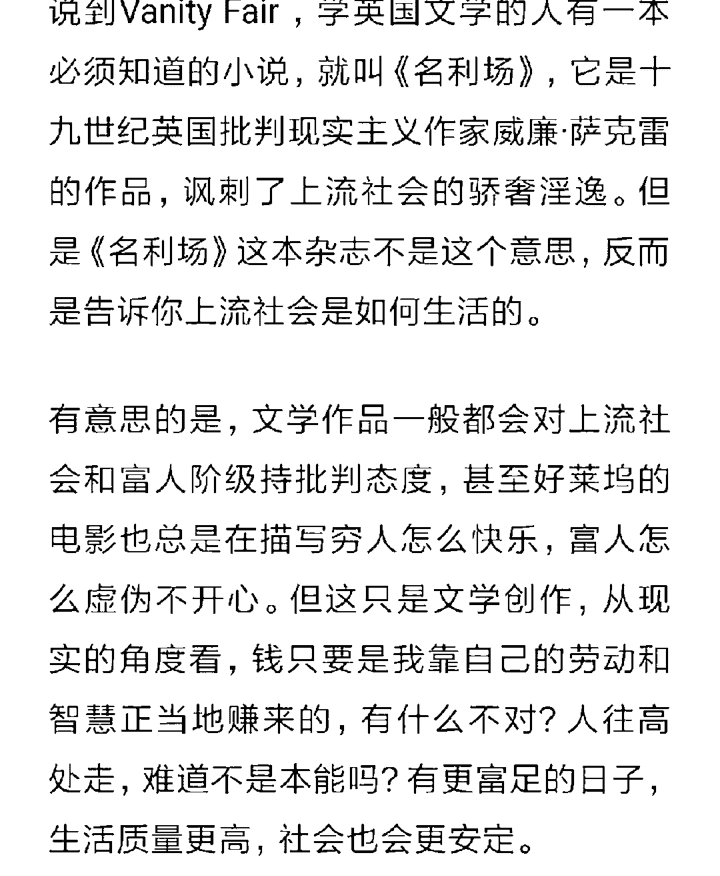 说到Vanity Fair，学英国文学的人有一本
必须知道的小说，就叫《名利场》，它是十
九世纪英国批判现实主义作家威廉·萨克雷
的作品，讽刺了上流社会的骄奢淫逸。但
是《名利场》这本杂志不是这个意思，反而
是告诉你上流社会是如何生活的。
有意思的是，文学作品一般都会对上流社
会和富人阶级持批判态度，甚至好莱坞的
电影也总是在描写穷人怎么快乐，富人怎
么虚伪不开心。但这只是文学创作，从现
实的角度看，钱只要是我靠自己的劳动和
智慧正当地赚来的，有什么不对？人往高
处走，难道不是本能吗？有更富足的日子，
生活质量更高，社会也会更安定。